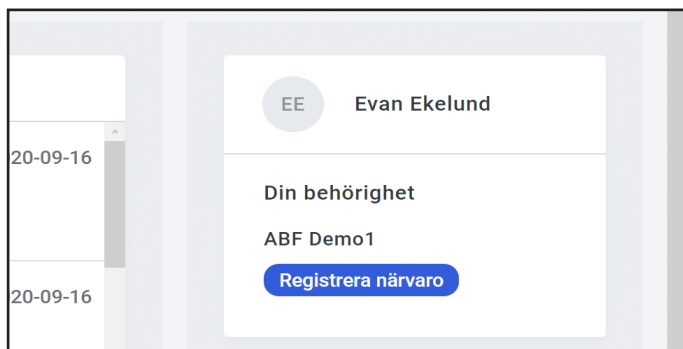 20-09-16
20-09-16
EE
Evan Ekelund
Din behörighet
ABF Demo1
Registrera närvaro